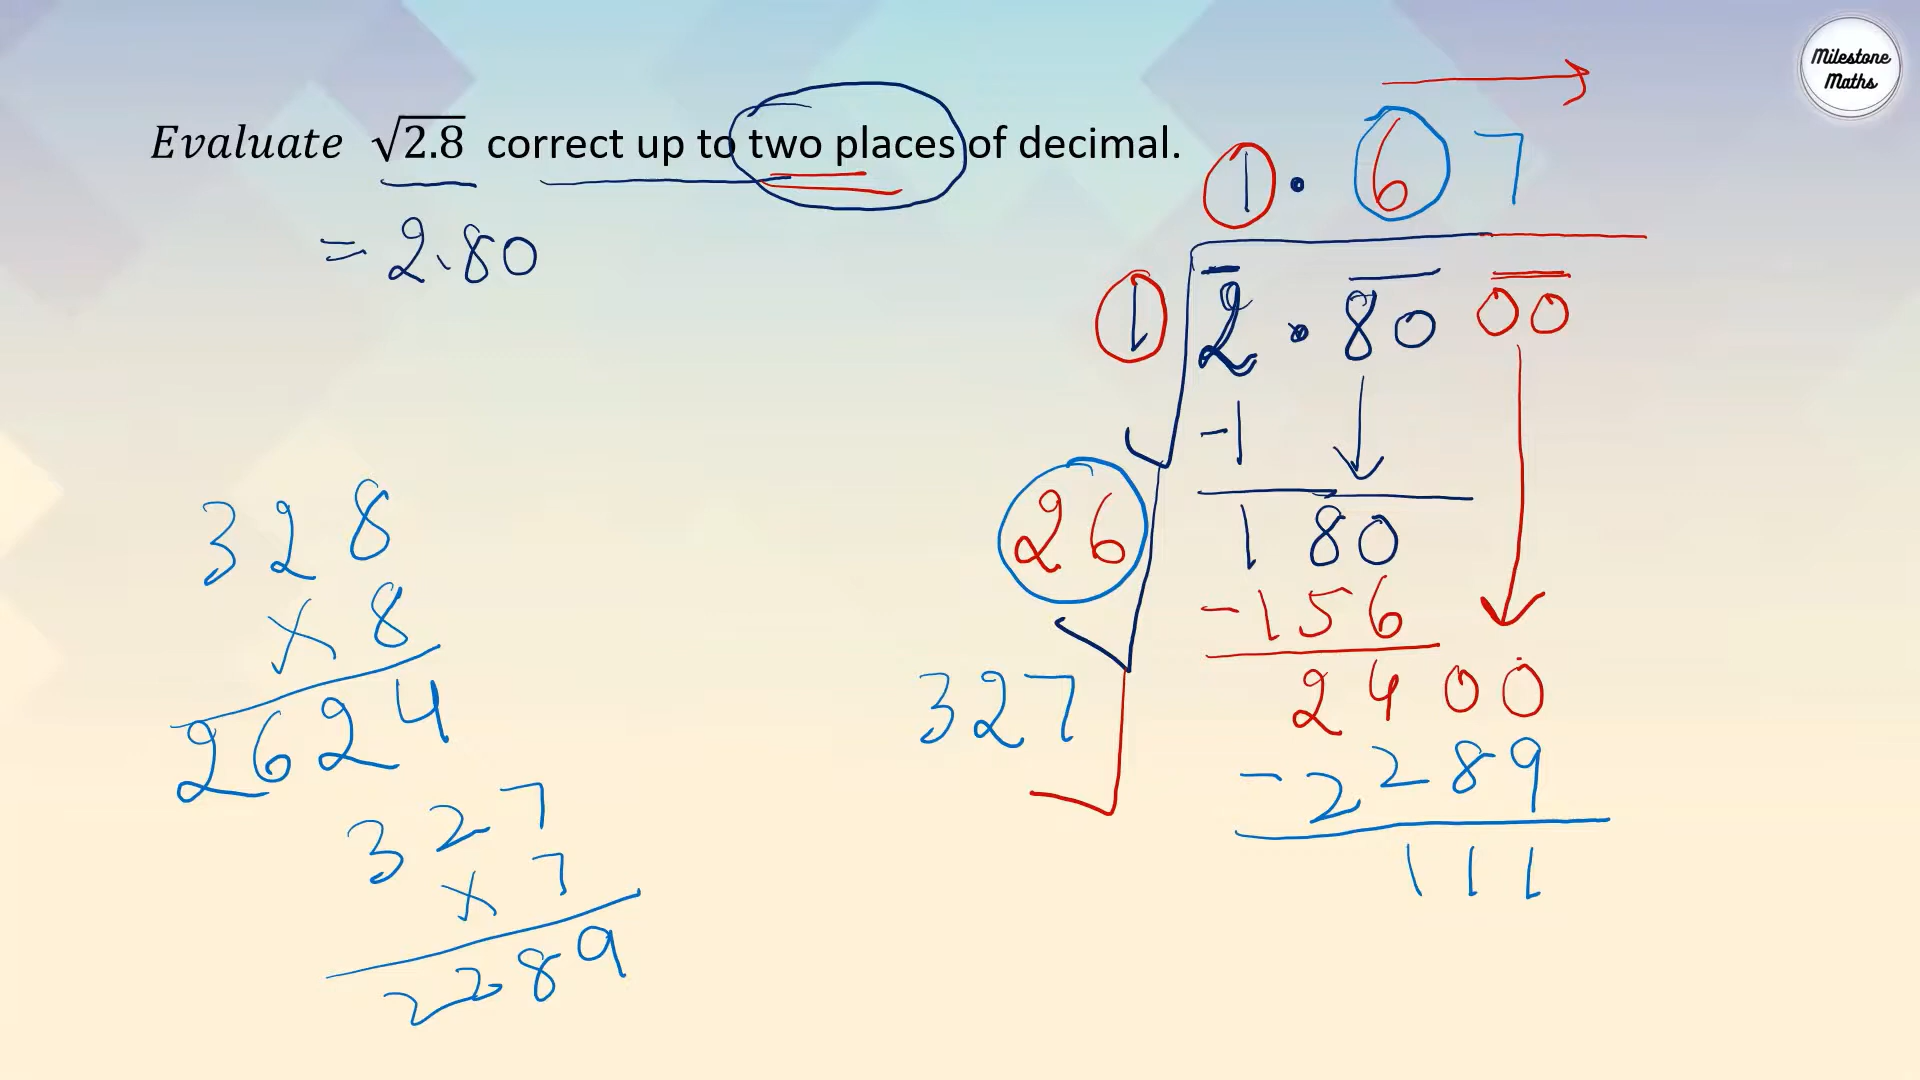 Milestone
Maths
Evaluate √2.8 correct up to two places of decimal.
= 2.80
1 . 6 7
1 2 . 80 00
-1
26 1 80
-156
327 2400
-2289
111
328
× 8
2624
327
× 7
2289